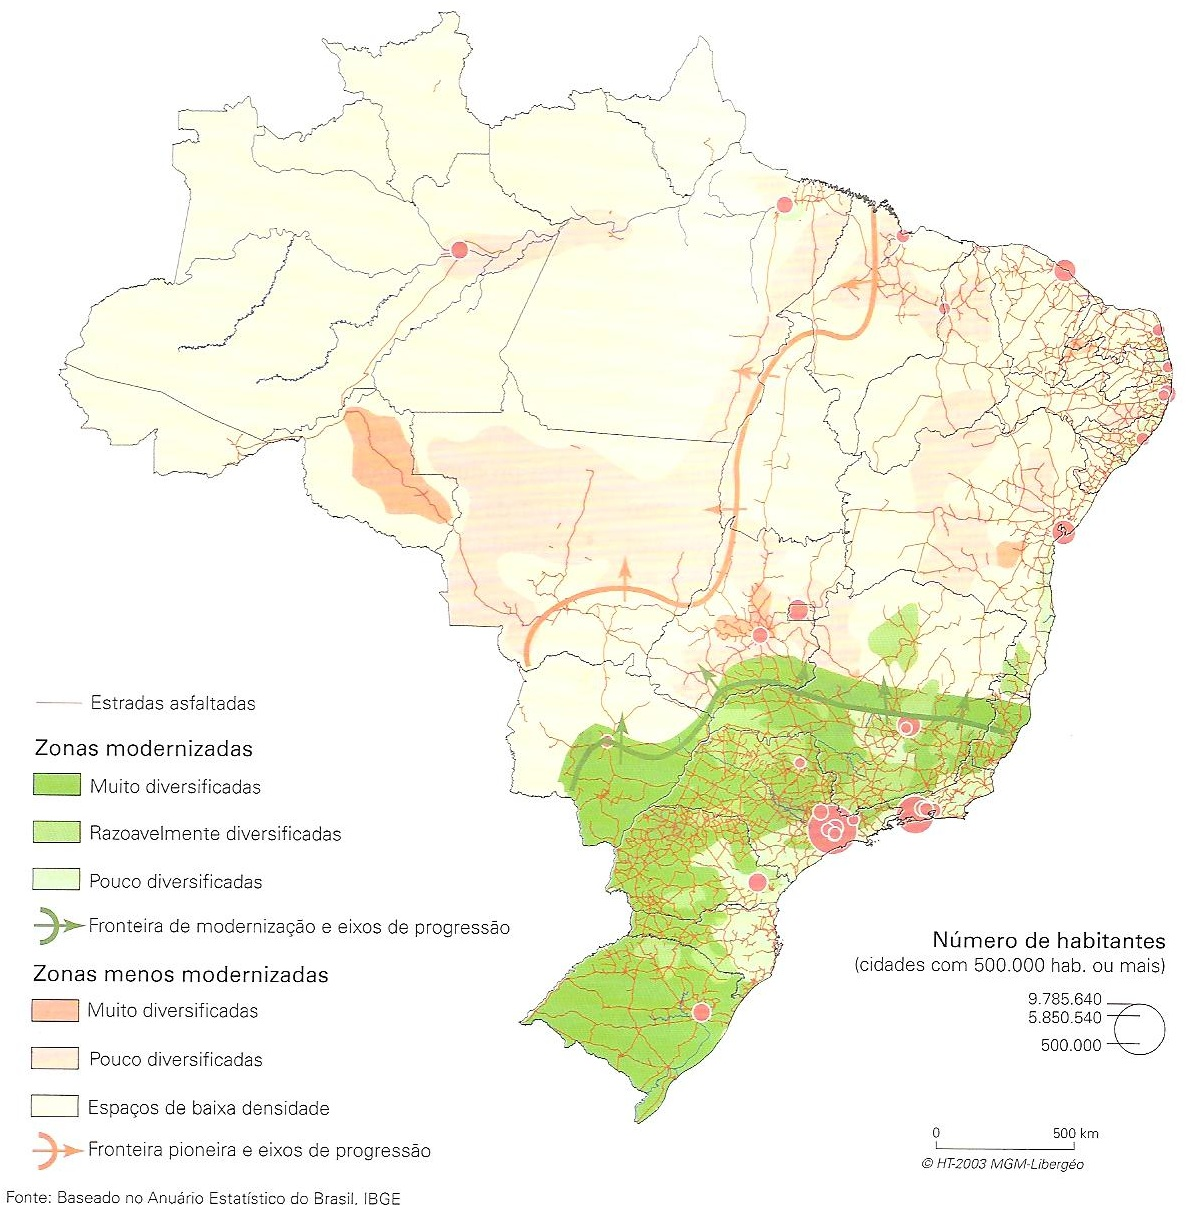 Estradas asfaltadas
Zonas modernizadas
Muito diversificadas
Razoavelmente diversificadas
Pouco diversificadas
Fronteira de modernização e eixos de progressão
Zonas menos modernizadas
Muito diversificadas
Pouco diversificadas
Espaços de baixa densidade
Fronteira pioneira e eixos de progressão
Número de habitantes
(cidades com 500.000 hab. ou mais)
9.785.640
5.850.540
500.000
0 500 km
© HT-2003 MGM-Libergéo
Fonte: Baseado no Anuário Estatístico do Brasil, IBGE